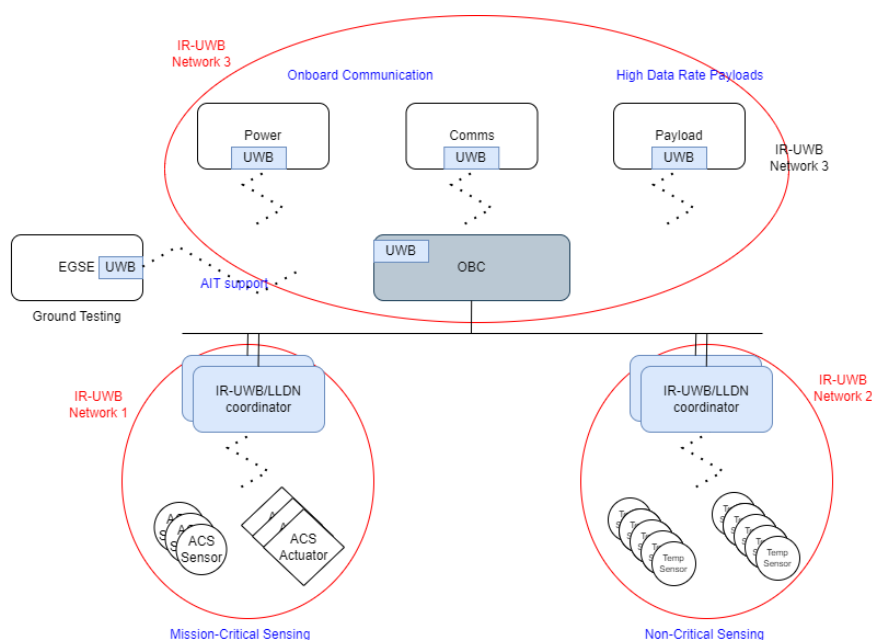 IR-UWB
Network 3
Onboard Communication
High Data Rate Payloads
Power
UWB
Comms
UWB
Payload
UWB
IR-UWB
Network 3
EGSE
UWB
UWB
OBC
AIT support
Ground Testing
IR-UWB
Network 1
IR-UWB/LLDN
coordinator
IR-UWB/LLDN
coordinator
IR-UWB
Network 2
ACS
Sensor
ACS
Actuator
Temp
Sensor
Temp
Sensor
Mission-Critical Sensing
Non-Critical Sensing